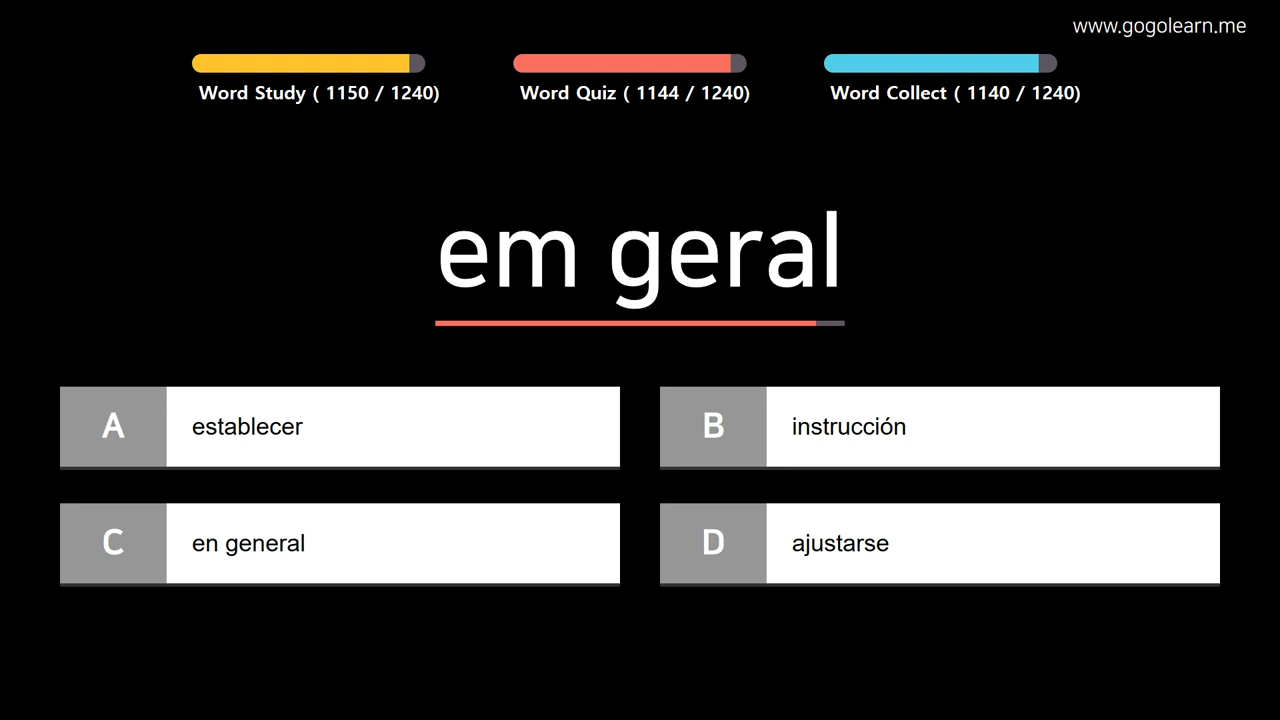 www.gogolearn.me
Word Study ( 1150 / 1240)
Word Quiz ( 1144 / 1240)
Word Collect ( 1140 / 1240)
em geral
A establecer
B instrucción
C en general
D ajustarse